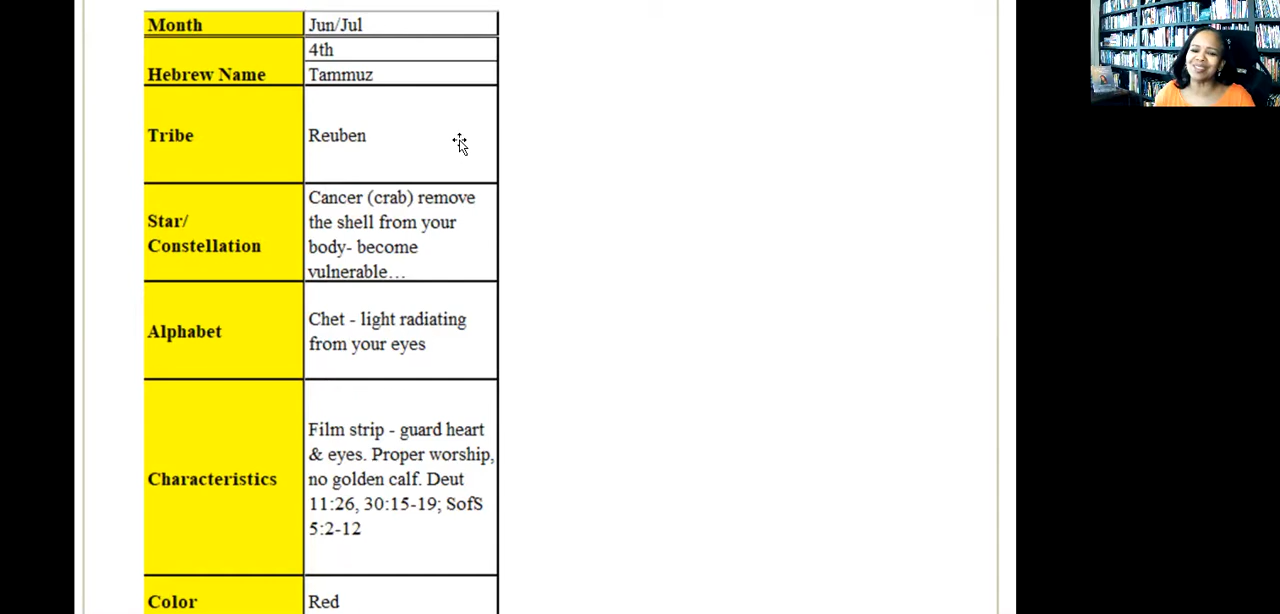 Month Jun/Jul
4th
Hebrew Name Tammuz
Tribe Reuben
Star/
Constellation
Cancer (crab) remove
the shell from your
body- become
vulnerable…
Alphabet
Chet - light radiating
from your eyes
Characteristics
Film strip - guard heart
& eyes. Proper worship,
no golden calf. Deut
11:26, 30:15-19; SofS
5:2-12
Color Red